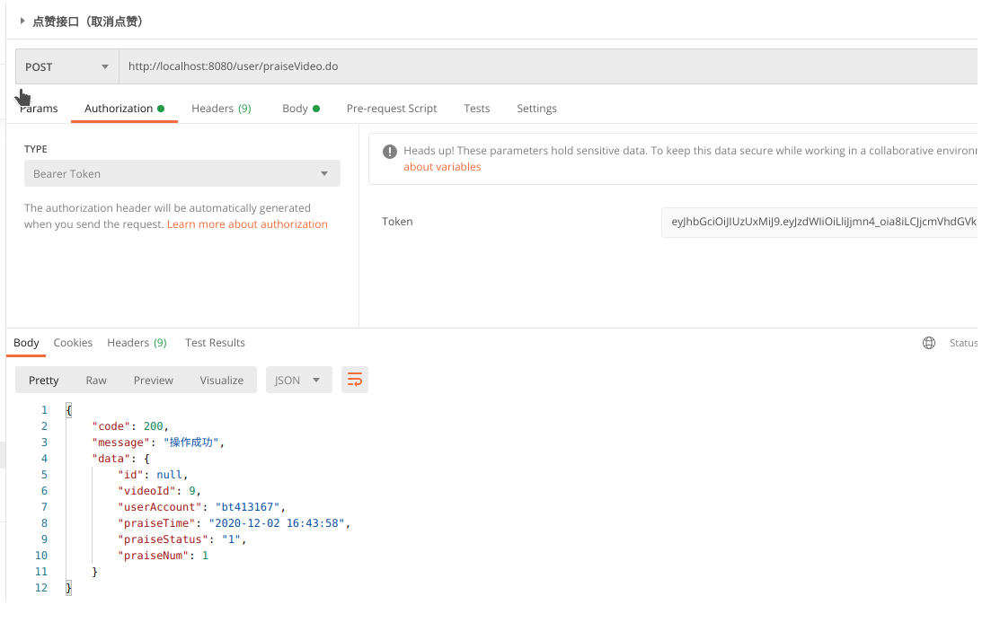 点赞接口（取消点赞）
POST
http://localhost:8080/user/praiseVideo.do
Params
Authorization
Headers (9)
Body
Pre-request Script
Tests
Settings
TYPE
Bearer Token
The authorization header will be automatically generated
when you send the request. Learn more about authorization
Heads up! These parameters hold sensitive data. To keep this data secure while working in a collaborative environm
about variables
Token
eyJhbGciOiJIUzUxMiJ9.eyJzdWIiOiLliJjmn4_oia8iLCJjcmVhdGVk
Body
Cookies
Headers (9)
Test Results
Status
Pretty
Raw
Preview
Visualize
JSON
1 {
2 "code": 200,
3 "message": "操作成功",
4 "data": {
5 "id": null,
6 "videoId": 9,
7 "userAccount": "bt413167",
8 "praiseTime": "2020-12-02 16:43:58",
9 "praiseStatus": "1",
10 "praiseNum": 1
11 }
12 }